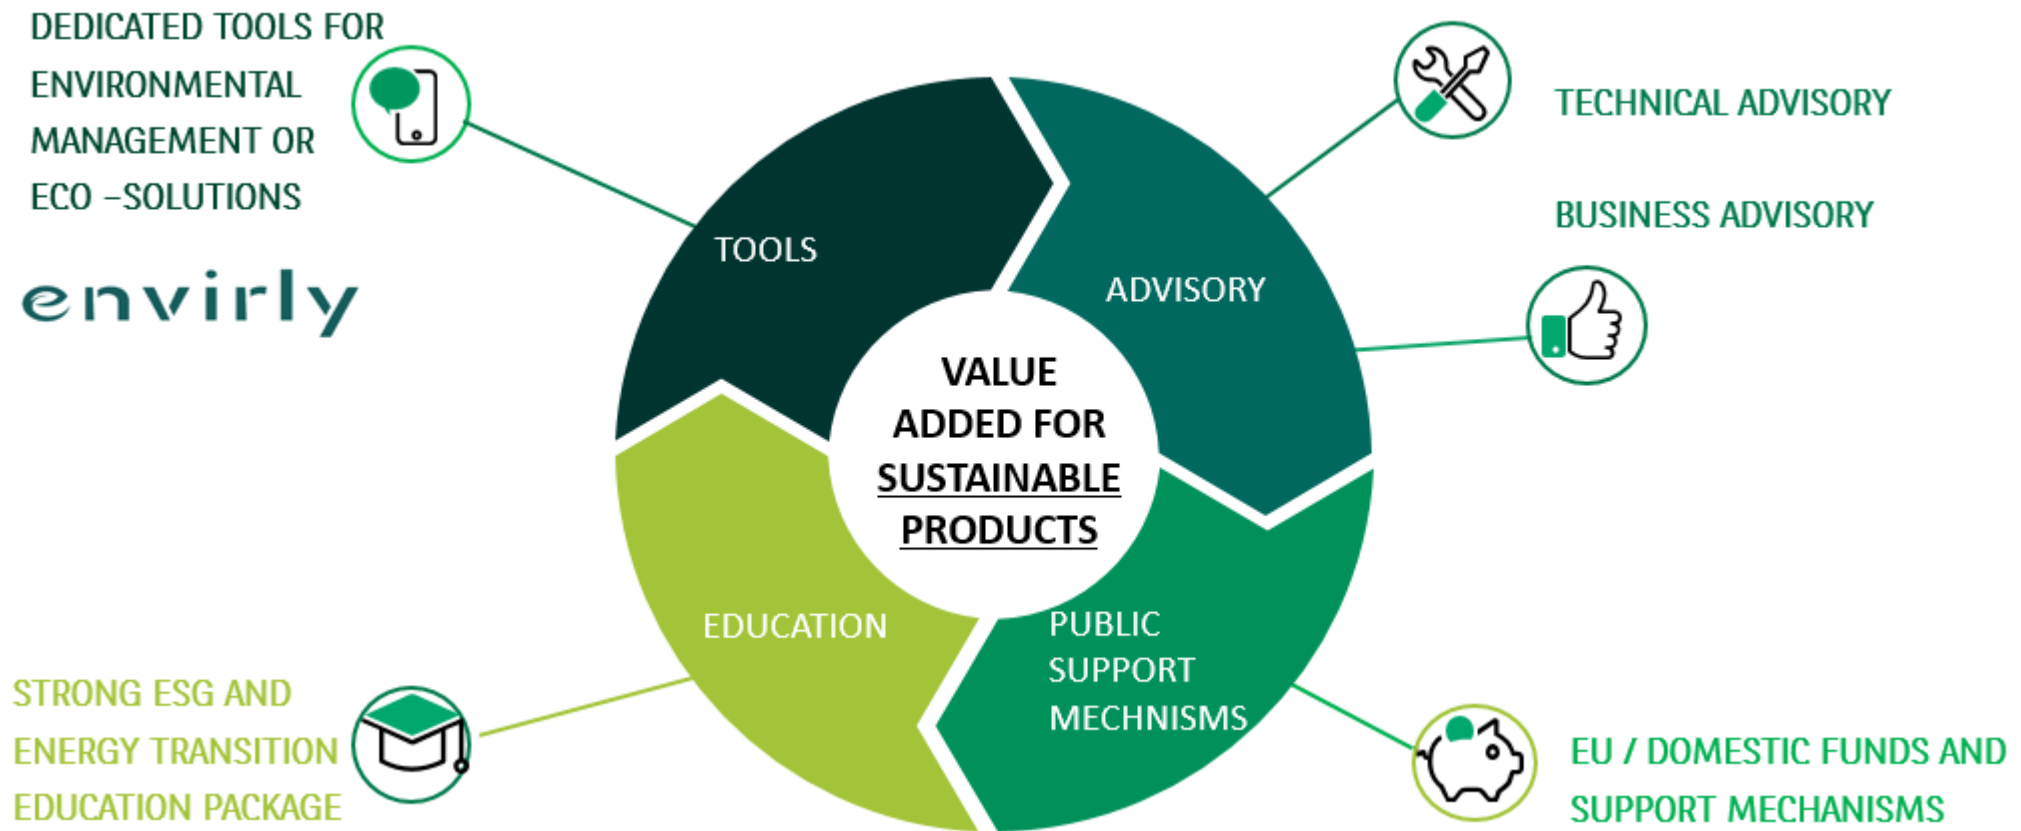 DEDICATED TOOLS FOR
ENVIRONMENTAL
MANAGEMENT OR
ECO –SOLUTIONS
envirly
TOOLS
ADVISORY
TECHNICAL ADVISORY
BUSINESS ADVISORY
VALUE
ADDED FOR
SUSTAINABLE
PRODUCTS
EDUCATION
PUBLIC
SUPPORT
MECHNISMS
STRONG ESG AND
ENERGY TRANSITION
EDUCATION PACKAGE
EU / DOMESTIC FUNDS AND
SUPPORT MECHANISMS